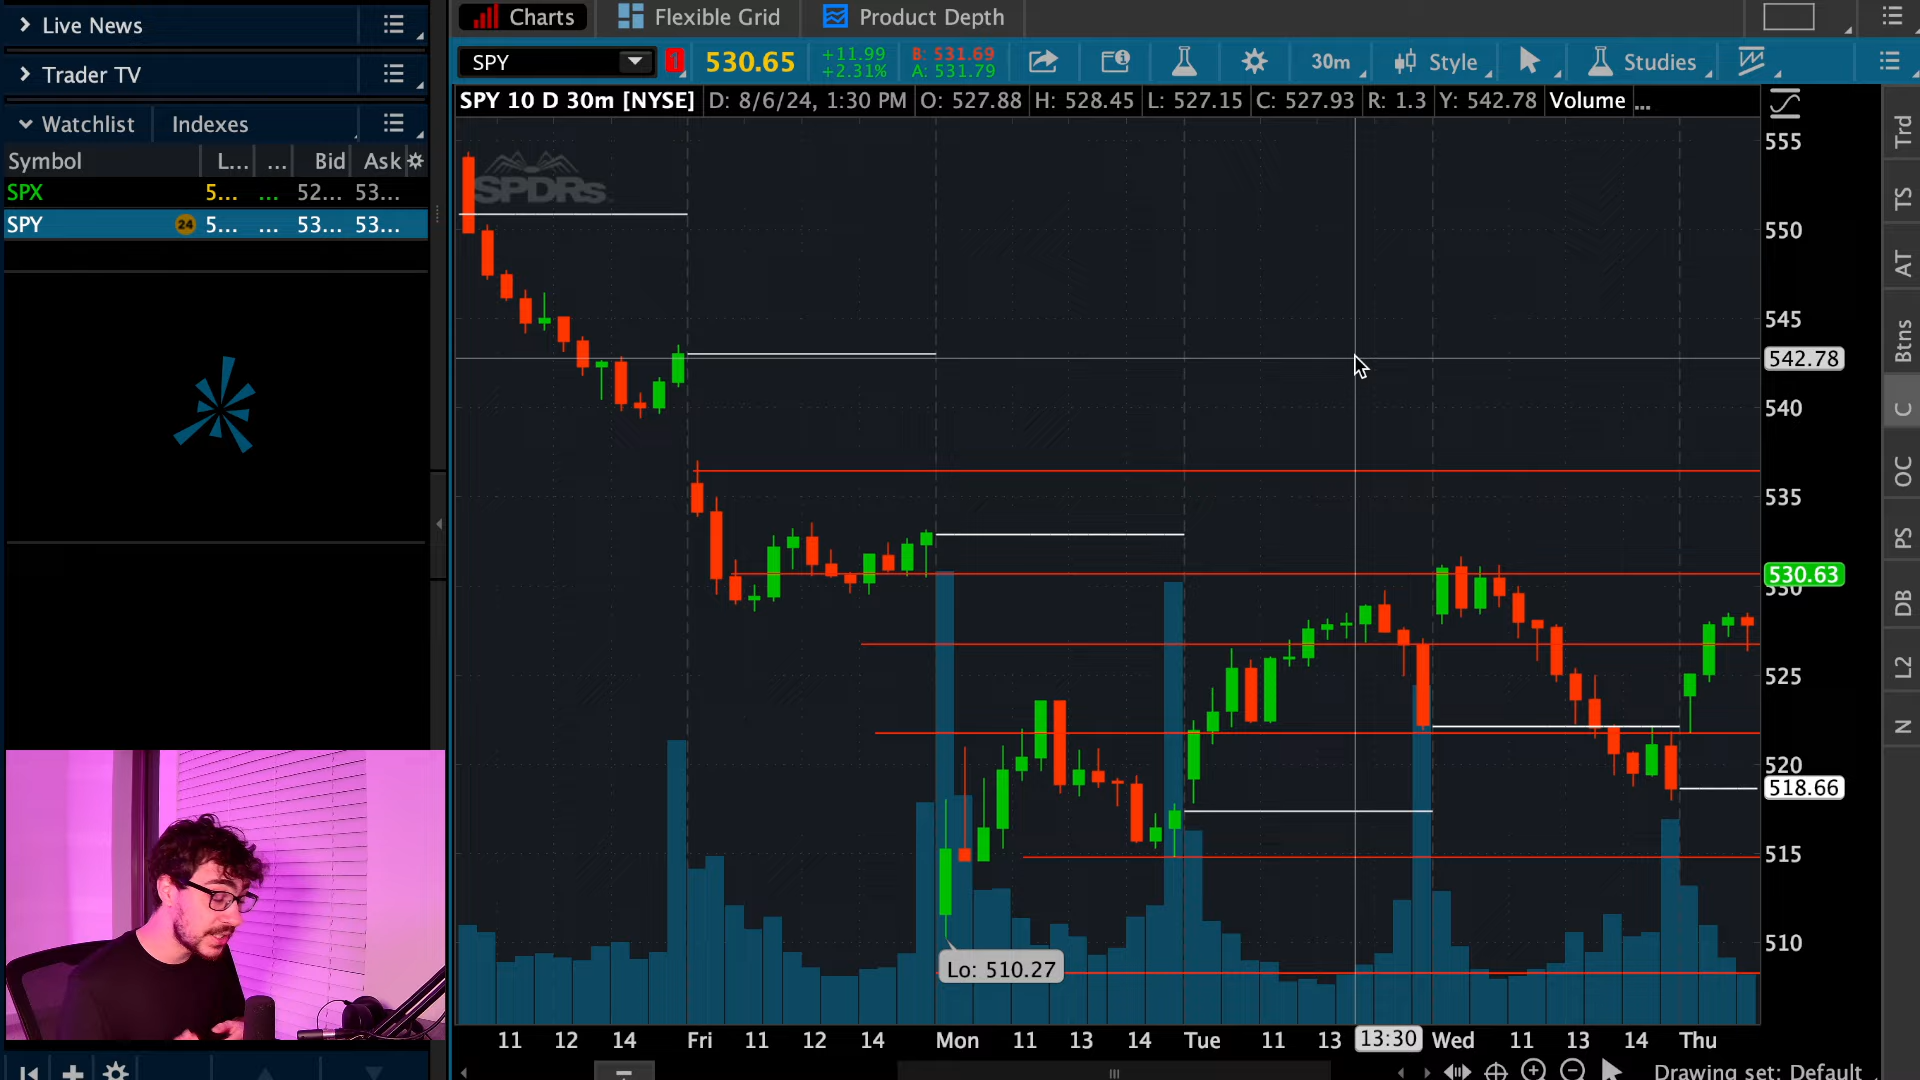 Live News
Trader TV
Watchlist Indexes
Symbol L... ... Bid Ask
SPX 5... ... 52... 53...
SPY 24 5... ... 53... 53...
Charts Flexible Grid Product Depth
SPY 1 530.65 +11.99 +2.31% B: 531.69 A: 531.79 30m Style Studies
SPY 10 D 30m [NYSE] D: 8/6/24, 1:30 PM O: 527.88 H: 528.45 L: 527.15 C: 527.93 R: 1.3 Y: 542.78 Volume ...
SPDRs
555
550
545
542.78
540
535
530.63
530
525
520
518.66
515
510
Lo: 510.27
11 12 14 Fri 11 12 14 Mon 11 13 14 Tue 11 13 13:30 Wed 11 13 14 Thu
Drawing set: Default
Trd
TS
AT
Btns
C
OC
PS
DB
L2
N